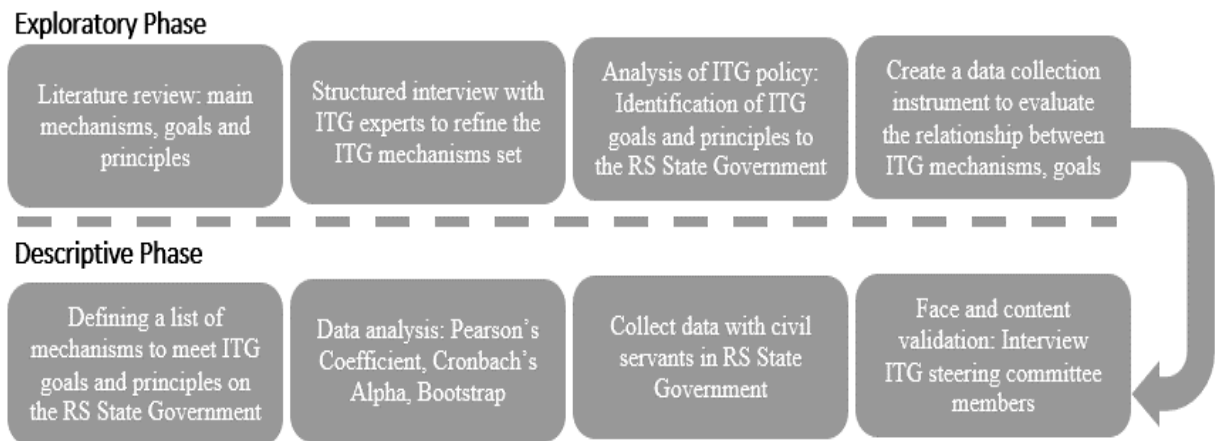 Exploratory Phase
Literature review: main
mechanisms, goals and
principles
Structured interview with
ITG experts to refine the
ITG mechanisms set
Analysis of ITG policy:
Identification of ITG
goals and principles to
the RS State Government
Create a data collection
instrument to evaluate
the relationship between
ITG mechanisms, goals
Descriptive Phase
Defining a list of
mechanisms to meet ITG
goals and principles on
the RS State Government
Data analysis: Pearson's
Coefficient, Cronbach's
Alpha, Bootstrap
Collect data with civil
servants in RS State
Government
Face and content
validation: Interview
ITG steering committee
members